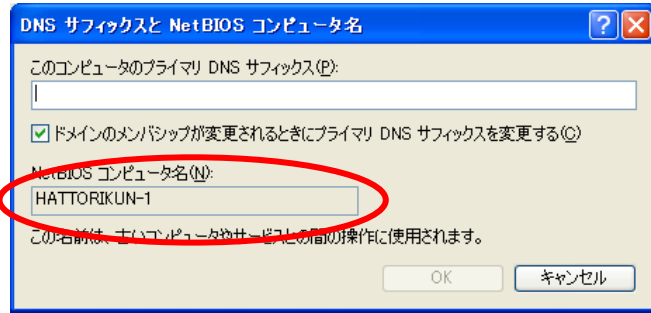 DNS サフィックスと NetBIOS コンピュータ名
このコンピュータのプライマリ DNS サフィックス(P):
ドメインのメンバシップが変更されるときにプライマリ DNS サフィックスを変更する(C)
NetBIOS コンピュータ名(N):
HATTORIKUN-1
この名前は、古いコンピュータやサービスとの間の操作に使用されます。
OK キャンセル